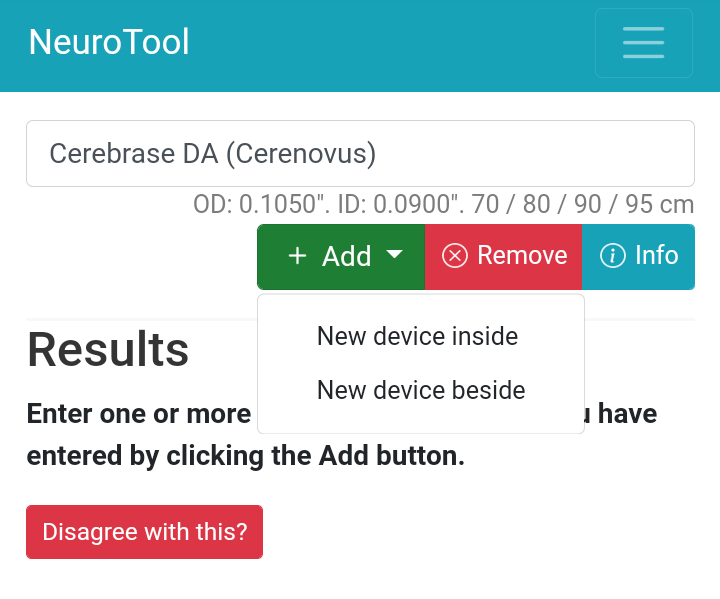 NeuroTool
Cerebrase DA (Cerenovus)
OD: 0.1050". ID: 0.0900". 70 / 80 / 90 / 95 cm
+ Add
Remove
Info
New device inside
New device beside
Results
Enter one or more have
entered by clicking the Add button.
Disagree with this?